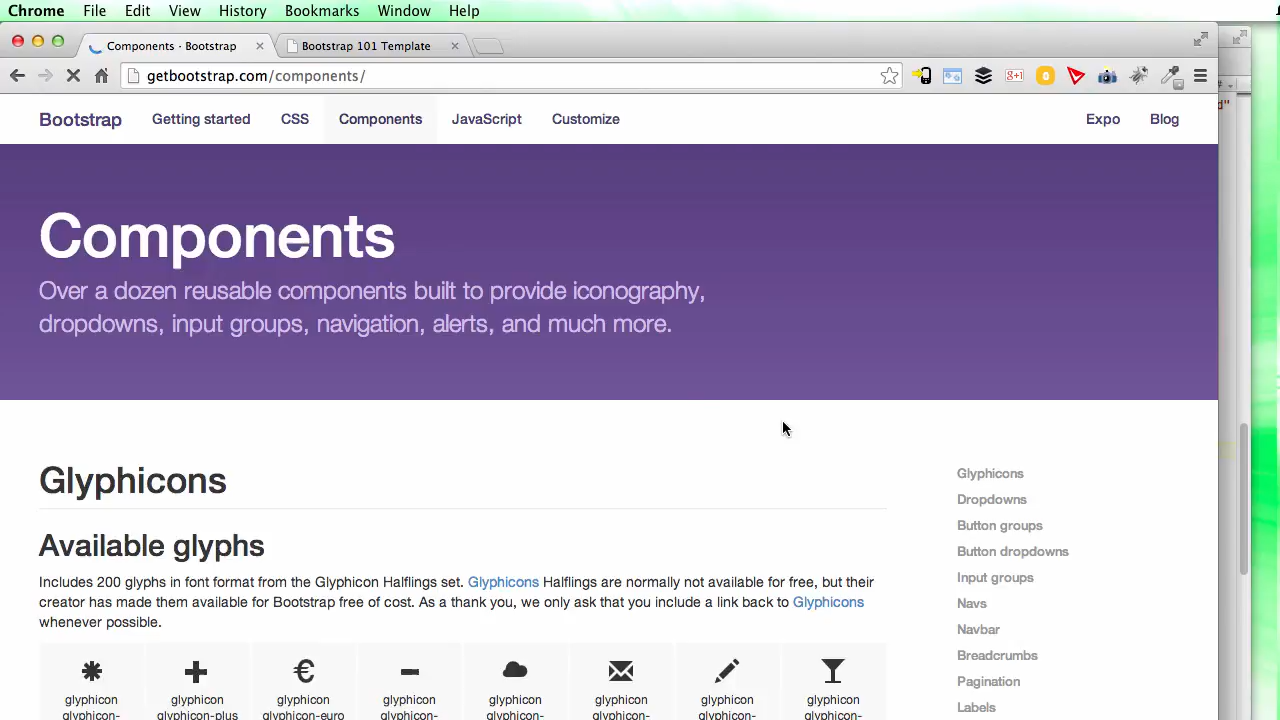 Chrome File Edit View History Bookmarks Window Help
Components · Bootstrap
Bootstrap 101 Template
getbootstrap.com/components/
Bootstrap Getting started CSS Components JavaScript Customize Expo Blog
Components
Over a dozen reusable components built to provide iconography,
dropdowns, input groups, navigation, alerts, and much more.
Glyphicons
Available glyphs
Includes 200 glyphs in font format from the Glyphicon Halflings set. Glyphicons Halflings are normally not available for free, but their
creator has made them available for Bootstrap free of cost. As a thank you, we only ask that you include a link back to Glyphicons
whenever possible.
glyphicon glyphicon glyphicon glyphicon glyphicon glyphicon glyphicon glyphicon
glyphicon- glyphicon-plus glyphicon-euro glyphicon- glyphicon- glyphicon- glyphicon- glyphicon-
Glyphicons
Dropdowns
Button groups
Button dropdowns
Input groups
Navs
Navbar
Breadcrumbs
Pagination
Labels